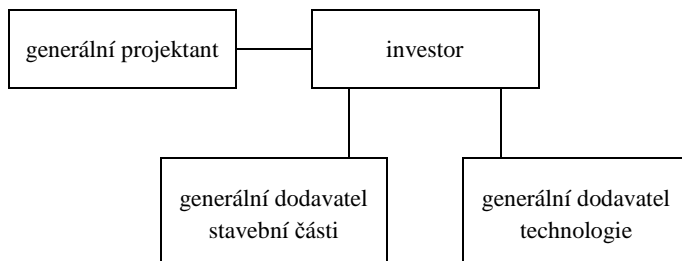 generální projektant
investor
generální dodavatel
stavební části
generální dodavatel
technologie